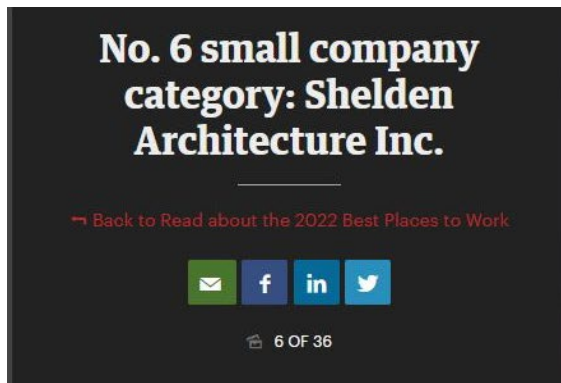 No. 6 small company
category: Shelden
Architecture Inc.
Back to Read about the 2022 Best Places to Work
f
in
6 OF 36